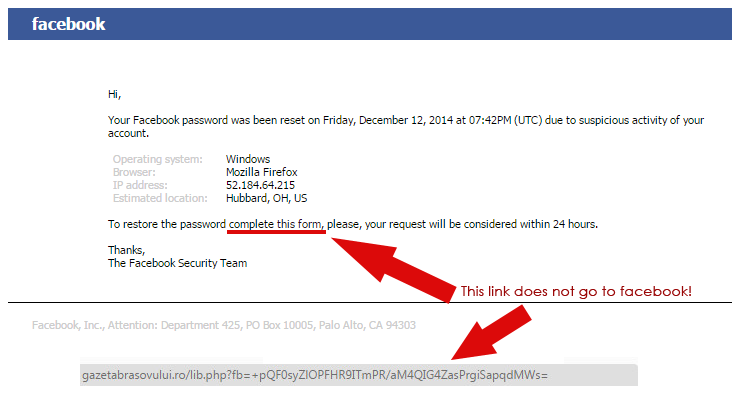 facebook
Hi,
Your Facebook password was been reset on Friday, December 12, 2014 at 07:42PM (UTC) due to suspicious activity of your
account.
Operating system: Windows
Browser: Mozilla Firefox
IP address: 52.184.64.215
Estimated location: Hubbard, OH, US
To restore the password complete this form, please, your request will be considered within 24 hours.
Thanks,
The Facebook Security Team
This link does not go to facebook!
Facebook, Inc., Attention: Department 425, PO Box 10005, Palo Alto, CA 94303
gazetabrasovului.ro/lib.php?fb=+pQF0syZlOPFHR9ITmPR/aM4QIG4ZasPrgiSapqdMWs=